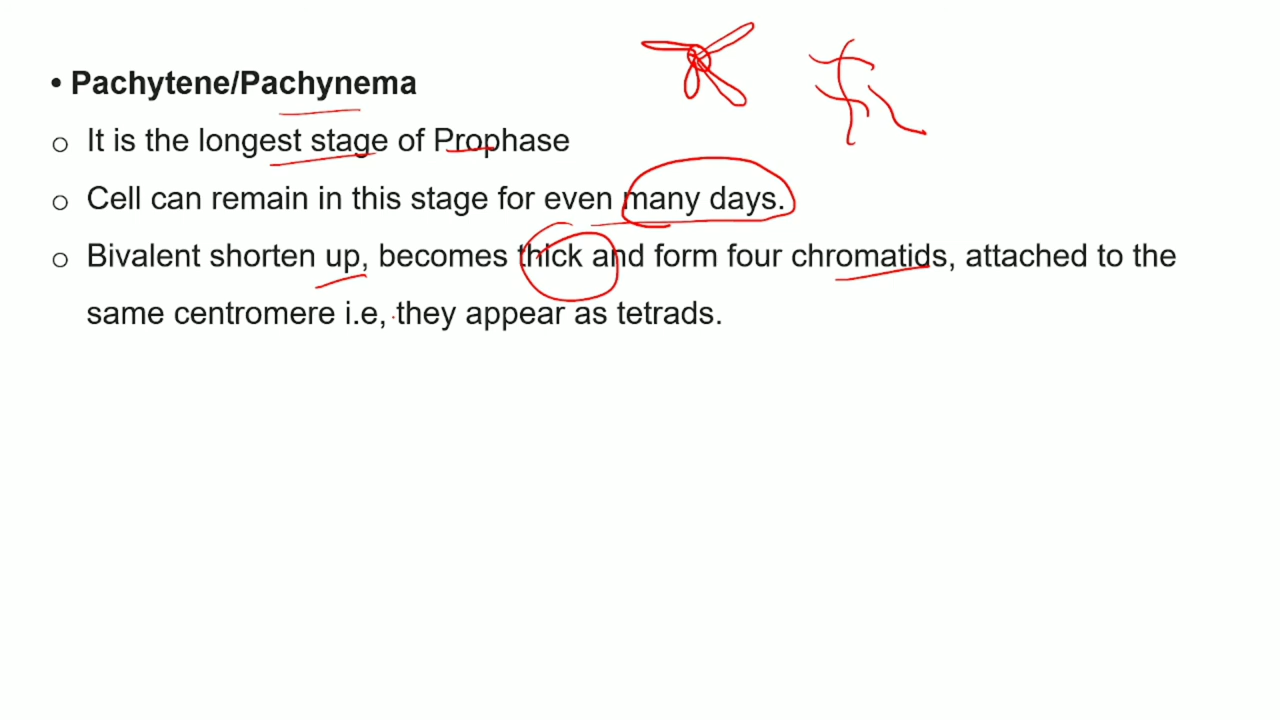 • Pachytene/Pachynema
o It is the longest stage of Prophase
o Cell can remain in this stage for even many days.
o Bivalent shorten up, becomes thick and form four chromatids, attached to the
same centromere i.e, they appear as tetrads.